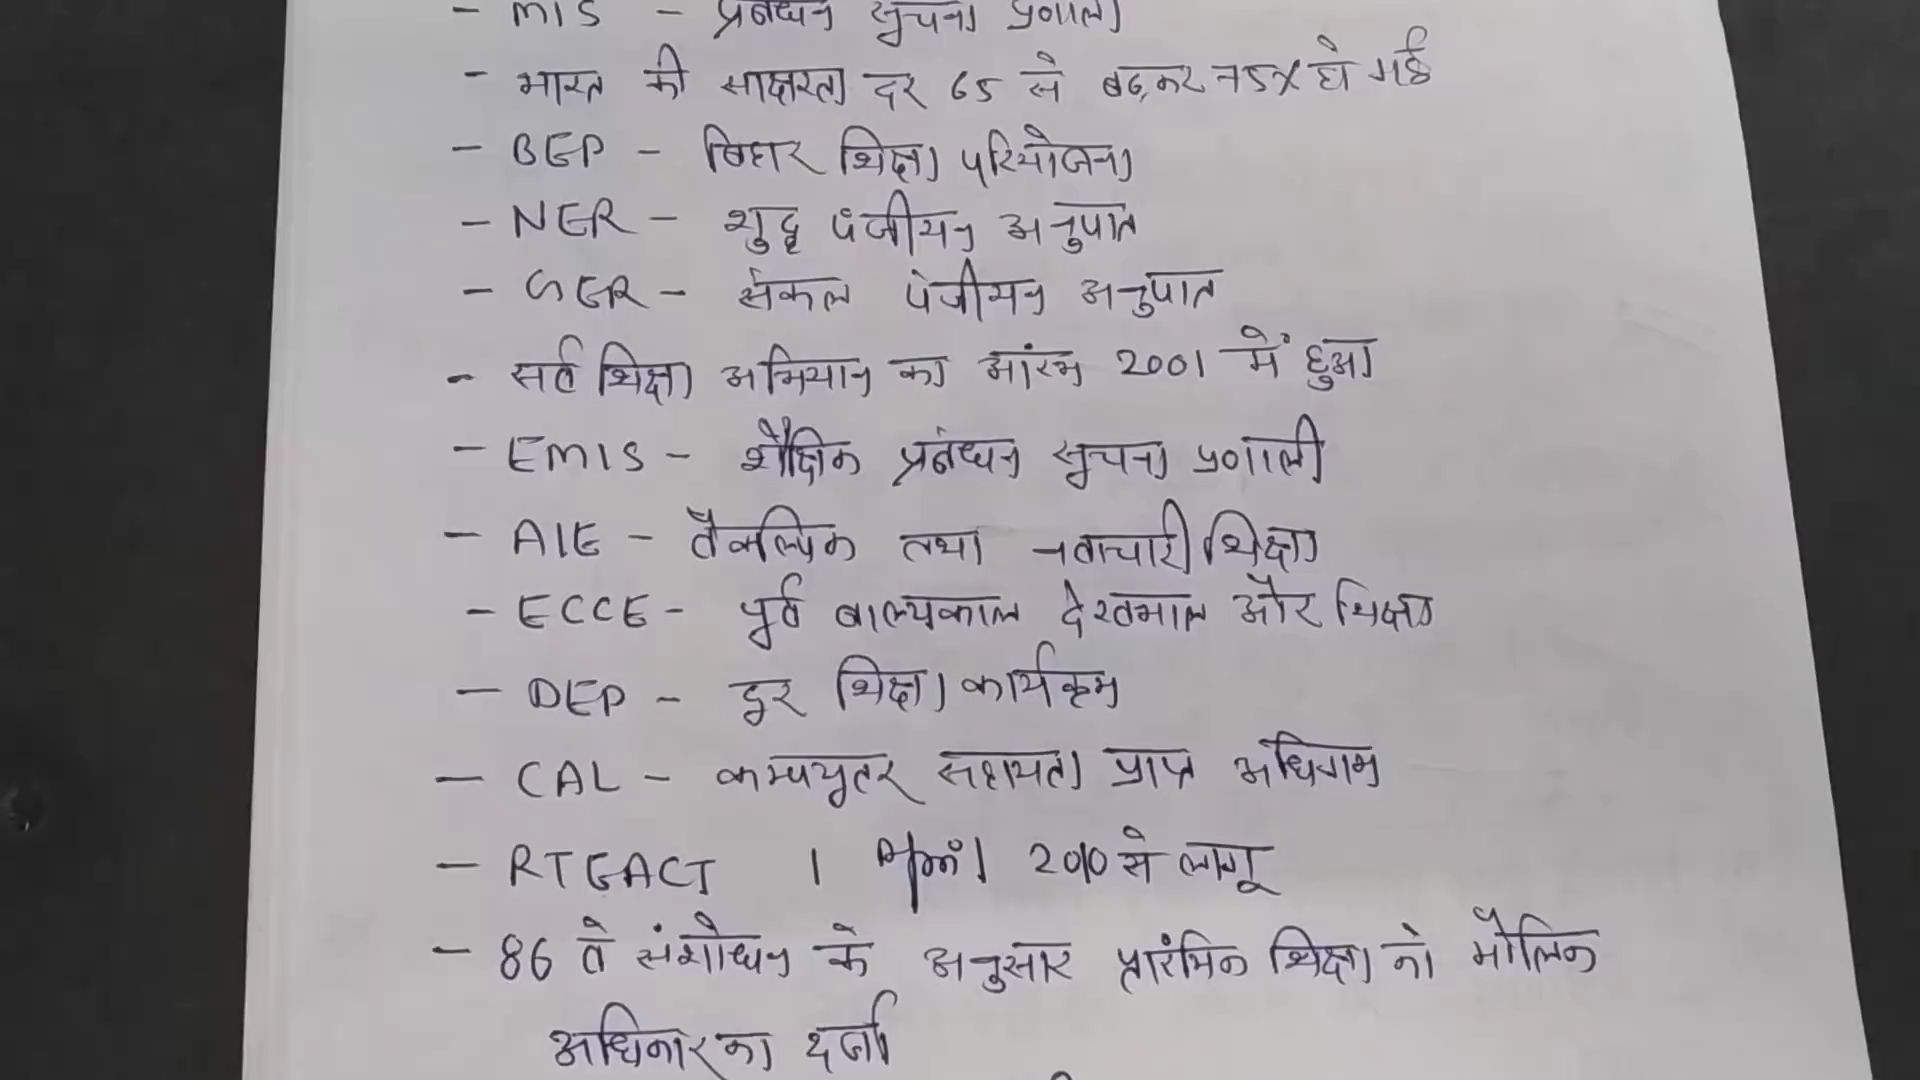 - MIS - प्रबंधन सूचना प्रणाली
- भारत की साक्षरता दर 65 से बढ़कर 75% हो गई
- BEP - बिहार शिक्षा परियोजना
- NER - शुद्ध पंजीयन अनुपात
- GER - सकल पंजीयन अनुपात
- सर्व शिक्षा अभियान का आरंभ 2001 में हुआ
- EMIS - शैक्षिक प्रबंधन सूचना प्रणाली
- AIE - वैकल्पिक तथा नवाचारी शिक्षा
- ECCE - पूर्व बाल्यकाल देखभाल और शिक्षा
- DEP - दूर शिक्षा कार्यक्रम
- CAL - कम्प्यूटर सहायता प्राप्त अधिगम
- RTEACT 1 2010 से लागू
- 86 वे संशोधन के अनुसार प्रारंभिक शिक्षा को मौलिक
अधिकार का दर्जा